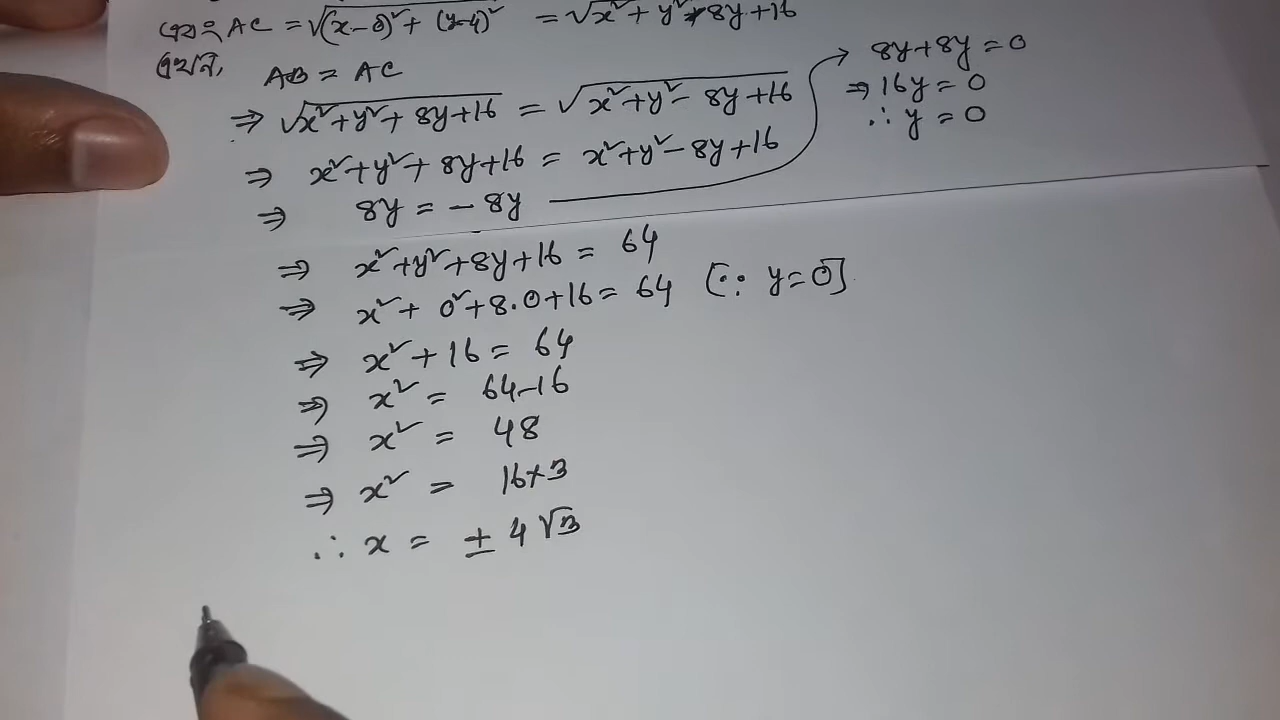 এবং AC = √(x-0)² + (y-4)² = √x² + y² - 8y + 16
এখন, AB = AC
⇒ √x² + y² + 8y + 16 = √x² + y² - 8y + 16
⇒ x² + y² + 8y + 16 = x² + y² - 8y + 16
⇒ 8y = - 8y
8y + 8y = 0
⇒ 16y = 0
∴ y = 0
⇒ x² + y² + 8y + 16 = 64
⇒ x² + 0² + 8.0 + 16 = 64 [∵ y = 0]
⇒ x² + 16 = 64
⇒ x² = 64 - 16
⇒ x² = 48
⇒ x² = 16 × 3
∴ x = ± 4√3